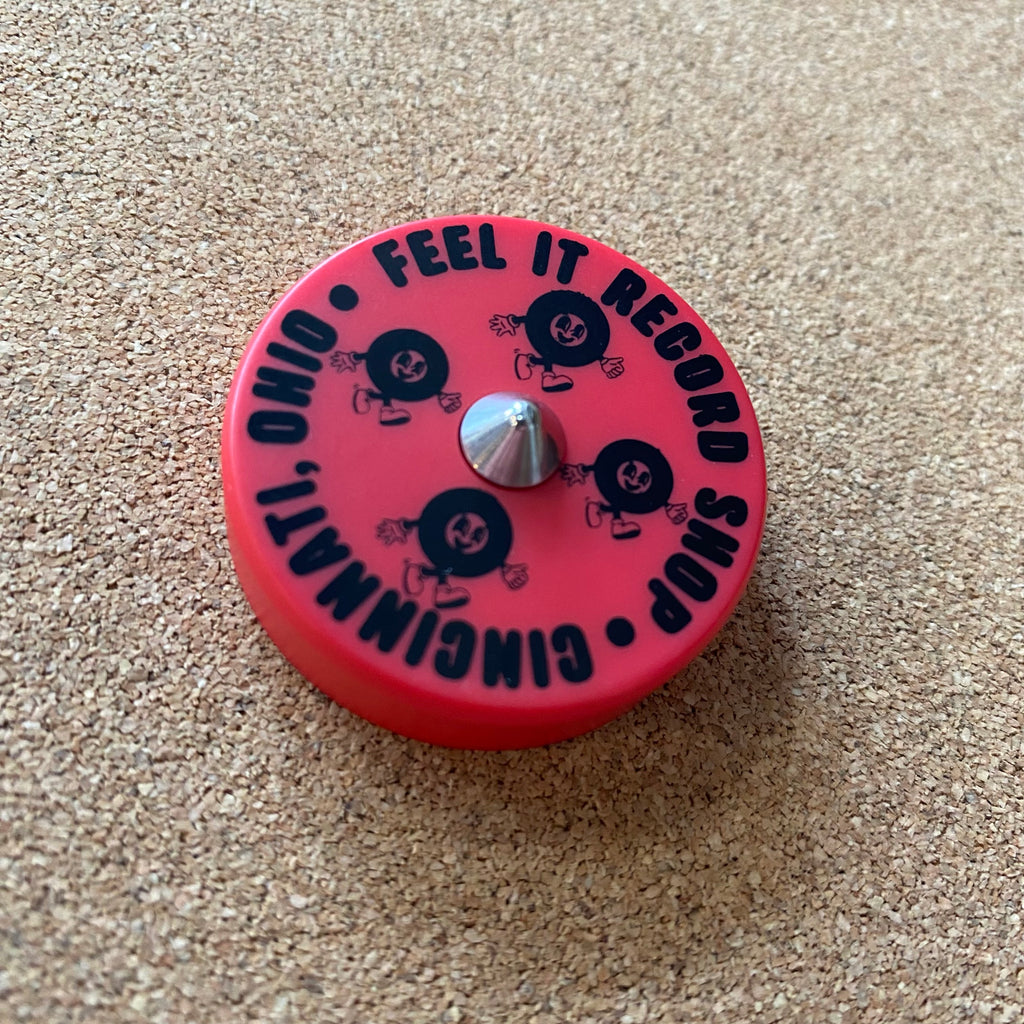 FEEL IT RECORD SHOP • CINCINNATI, OHIO •